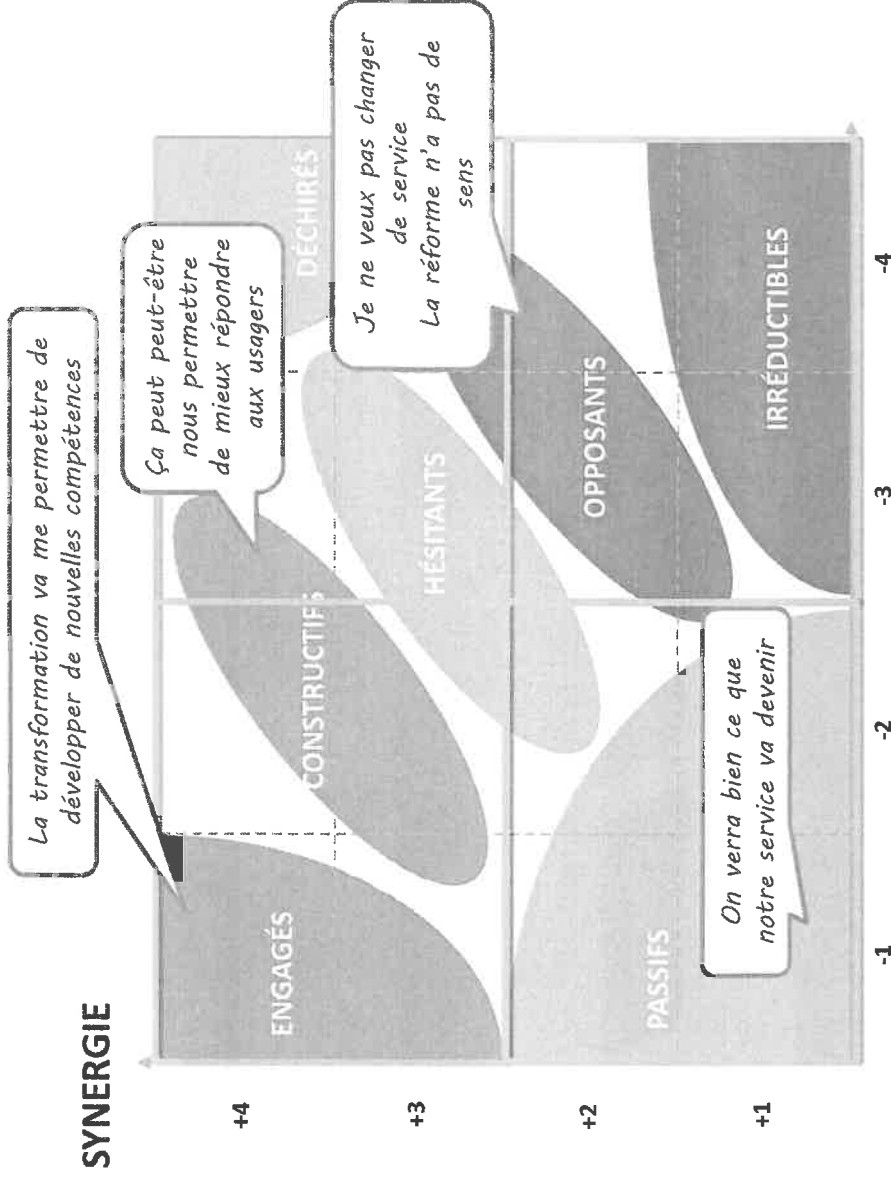 SYNERGIE
La transformation va me permettre de
développer de nouvelles compétences
Ça peut peut-être
nous permettre
de mieux répondre
aux usagers
Je ne veux pas changer
de service
La réforme n'a pas de
sens
On verra bien ce que
notre service va devenir
+4
+3
+2
+1
ENGAGÉS
CONSTRUCTIFS
DÉCHIRÉS
HÉSITANTS
PASSIFS
OPPOSANTS
IRRÉDUCTIBLES
-1
-2
-3
-4